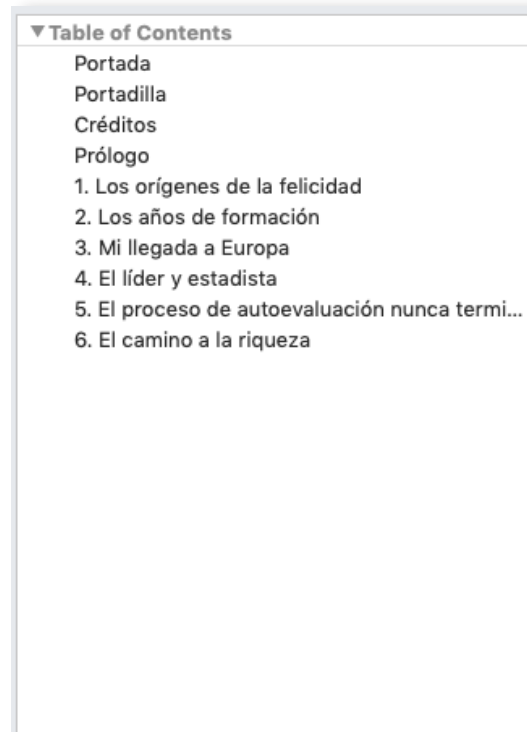 ▼ Table of Contents
Portada
Portadilla
Créditos
Prólogo
1. Los orígenes de la felicidad
2. Los años de formación
3. Mi llegada a Europa
4. El líder y estadista
5. El proceso de autoevaluación nunca termi...
6. El camino a la riqueza